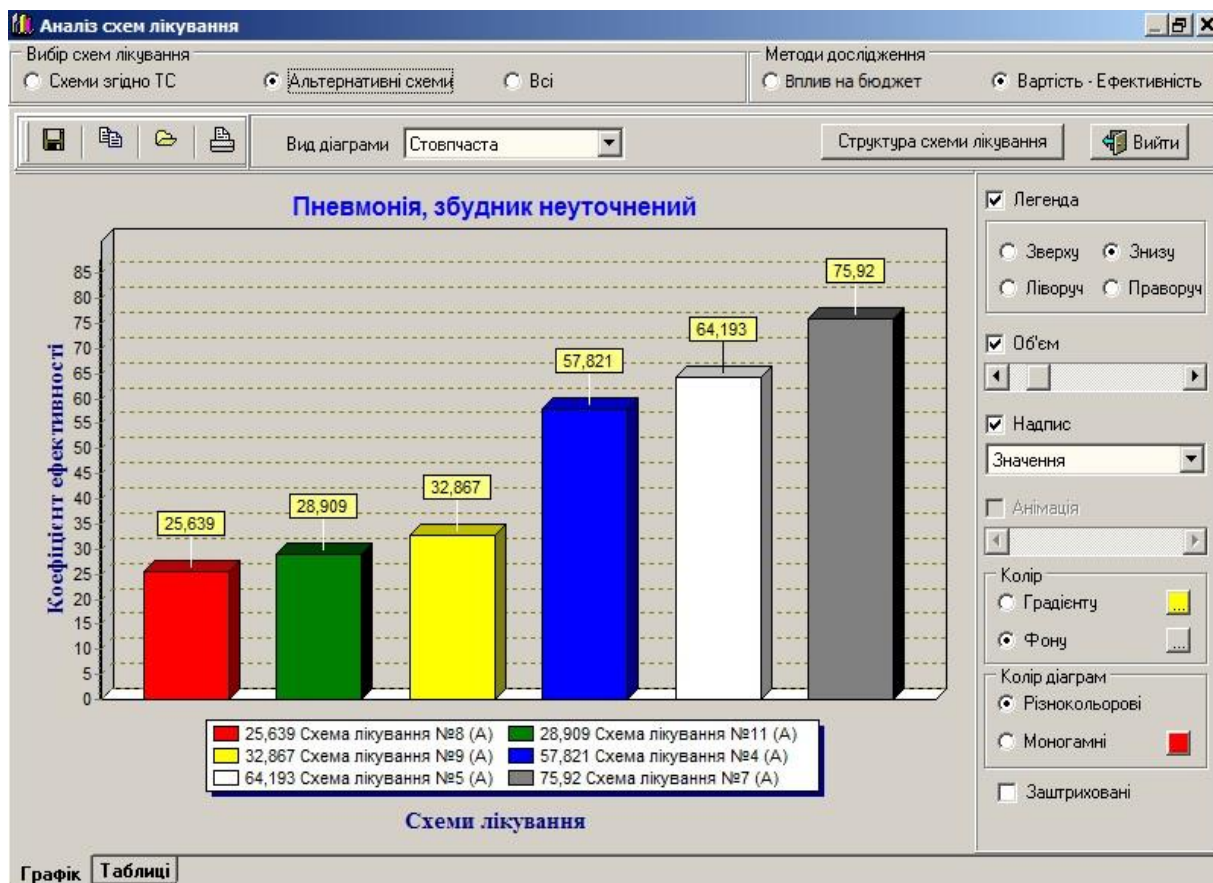 Аналіз схем лікування
Вибір схем лікування
Методи дослідження
Схеми згідно ТС
Альтернативні схеми
Всі
Вплив на бюджет
Вартість - Ефективність
Вид діаграми
Стовпчаста
Структура схеми лікування
Вийти
Пневмонія, збудник неуточнений
Коефіцієнт ефективності
85
80
75
70
65
60
55
50
45
40
35
30
25
20
15
10
5
0
25,639
28,909
32,867
57,821
64,193
75,92
25,639 Схема лікування №8 (А)
28,909 Схема лікування №11 (А)
32,867 Схема лікування №9 (А)
57,821 Схема лікування №4 (А)
64,193 Схема лікування №5 (А)
75,92 Схема лікування №7 (А)
Схеми лікування
Легенда
Зверху
Знизу
Ліворуч
Праворуч
Об'єм
Надпис
Значення
Анімація
Колір
Градієнту
...
Фону
...
Колір діаграм
Різнокольорові
Моногамні
Заштриховані
Графік
Таблиці